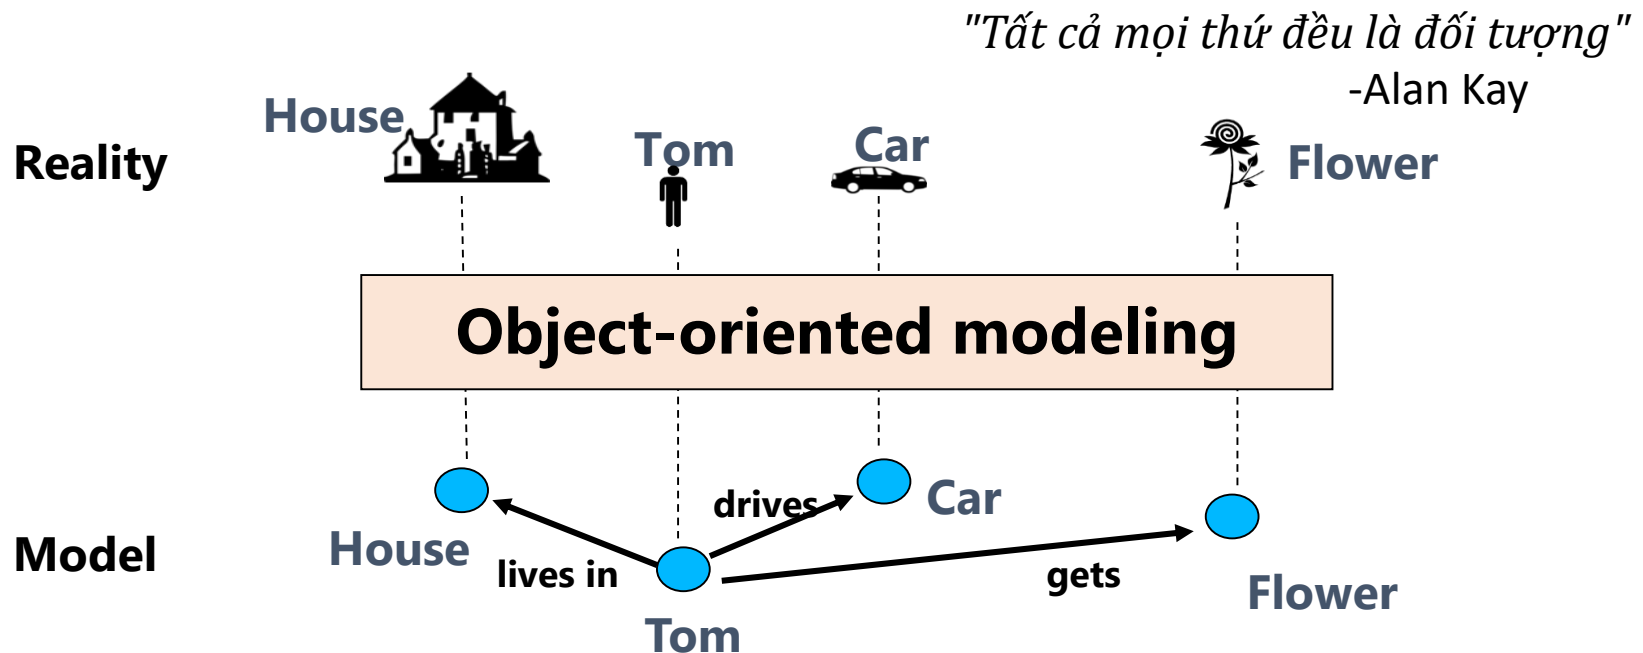 "Tất cả mọi thứ đều là đối tượng"
-Alan Kay
House
Tom
Car
Flower
Reality
Object-oriented modeling
drives
Car
House
lives in
gets
Flower
Model
Tom